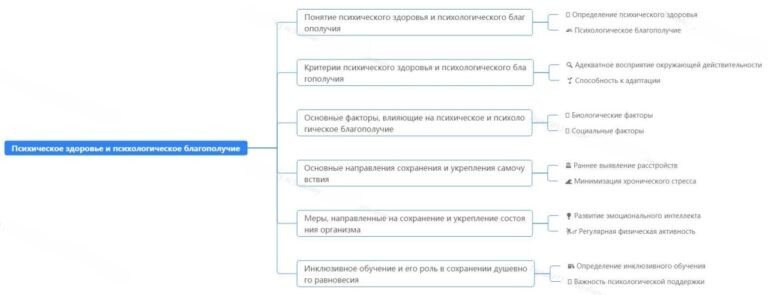 Психическое здоровье и психологическое благополучие
Понятие психического здоровья и психологического благ
ополучия
Определение психического здоровья
Психологическое благополучие
Критерии психического здоровья и психологического бла
гополучия
Адекватное восприятие окружающей действительности
Способность к адаптации
Основные факторы, влияющие на психическое и психоло
гическое благополучие
Биологические факторы
Социальные факторы
Основные направления сохранения и укрепления самочу
вствия
Раннее выявление расстройств
Минимизация хронического стресса
Меры, направленные на сохранение и укрепление состоя
ния организма
Развитие эмоционального интеллекта
Регулярная физическая активность
Инклюзивное обучение и его роль в сохранении душевно
го равновесия
Определение инклюзивного обучения
Важность психологической поддержки